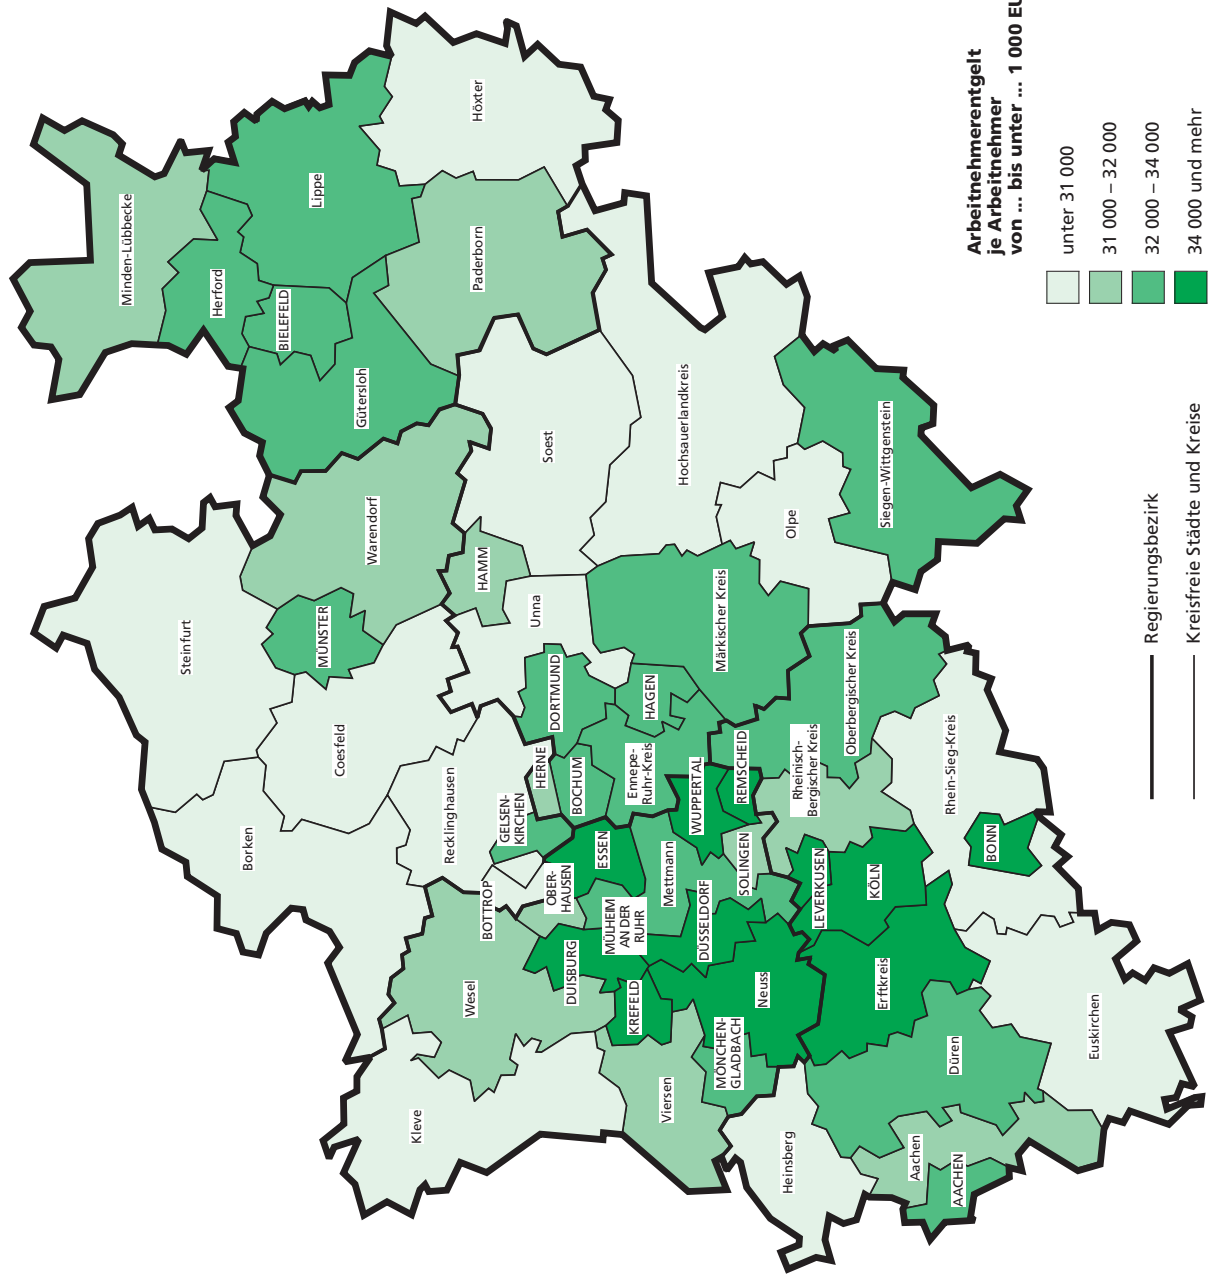 Minden-Lübbecke
Herford
BIELEFELD
Lippe
Höxter
Gütersloh
Paderborn
Steinfurt
MÜNSTER
Warendorf
Borken
Coesfeld
Recklinghausen
HAMM
Soest
Unna
Hochsauerlandkreis
Olpe
Siegen-Wittgenstein
Märkischer Kreis
DORTMUND
HAGEN
HERNE
BOCHUM
Ennepe-
Ruhr-Kreis
GELSEN-
KIRCHEN
BOTTROP
OBER-
HAUSEN
ESSEN
MÜLHEIM
AN DER
RUHR
DUISBURG
Wesel
Kleve
KREFELD
Viersen
MÖNCHEN-
GLADBACH
Neuss
DÜSSELDORF
Mettmann
WUPPERTAL
REMSCHEID
SOLINGEN
Rheinisch-
Bergischer Kreis
Oberbergischer Kreis
LEVERKUSEN
KÖLN
Rhein-Sieg-Kreis
BONN
Erftkreis
Düren
Euskirchen
Heinsberg
Aachen
AACHEN
Arbeitnehmerentgelt
je Arbeitnehmer
von ... bis unter ... 1 000 EU
unter 31 000
31 000 – 32 000
32 000 – 34 000
34 000 und mehr
Regierungsbezirk
Kreisfreie Städte und Kreise